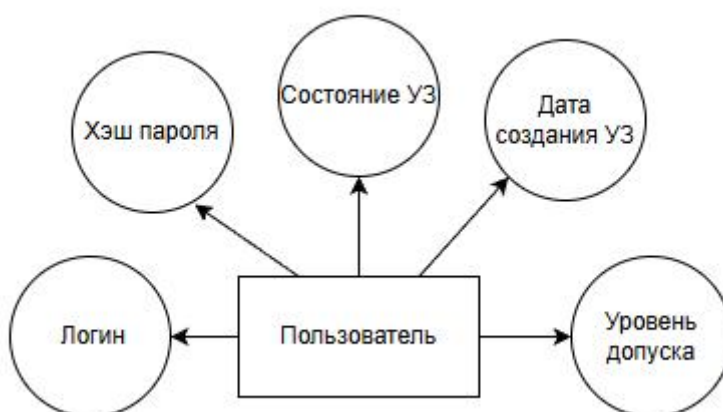 Состояние УЗ
Дата
создания УЗ
Хэш пароля
Логин
Пользователь
Уровень
допуска